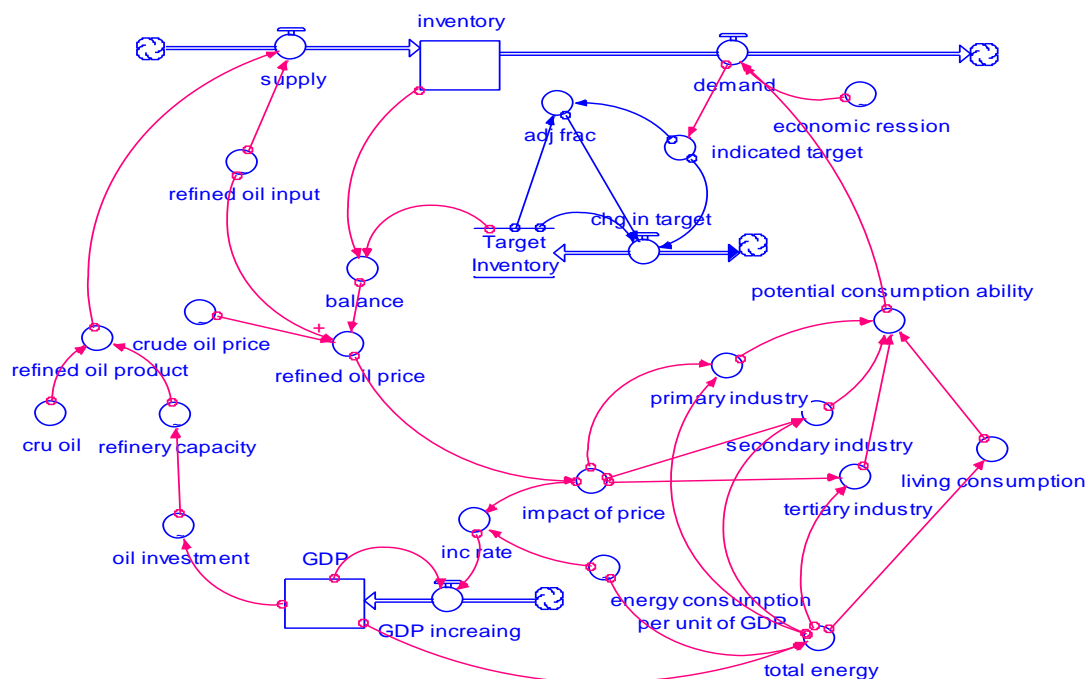 inventory
supply
demand
economic ression
adj frac
indicated target
refined oil input
chg in target
Target
Inventory
balance
potential consumption ability
crude oil price
refined oil product
refined oil price
primary industry
cru oil
refinery capacity
secondary industry
living consumption
impact of price
tertiary industry
oil investment
GDP
inc rate
energy consumption
per unit of GDP
GDP increaing
total energy